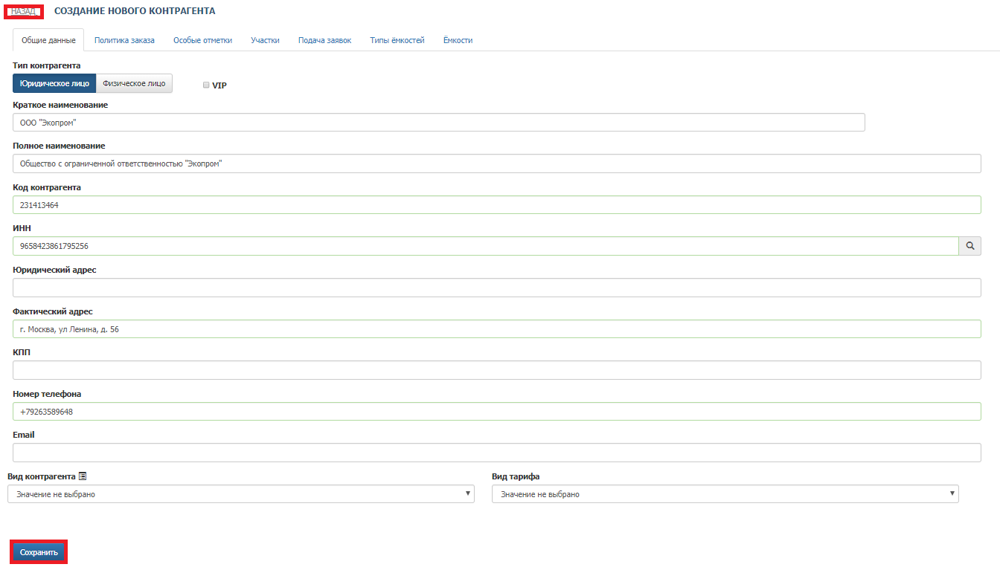 НАЗАД СОЗДАНИЕ НОВОГО КОНТРАГЕНТА
Общие данные Политика заказа Особые отметки Участки Подача заявок Типы ёмкостей Ёмкости
Тип контрагента
Юридическое лицо Физическое лицо VIP
Краткое наименование
ООО "Экопром"
Полное наименование
Общество с ограниченной ответственностью "Экопром"
Код контрагента
231413464
ИНН
9658423861795256
Юридический адрес
Фактический адрес
г. Москва, ул Ленина, д. 56
КПП
Номер телефона
+79263589648
Email
Вид контрагента Вид тарифа
Значение не выбрано Значение не выбрано
Сохранить